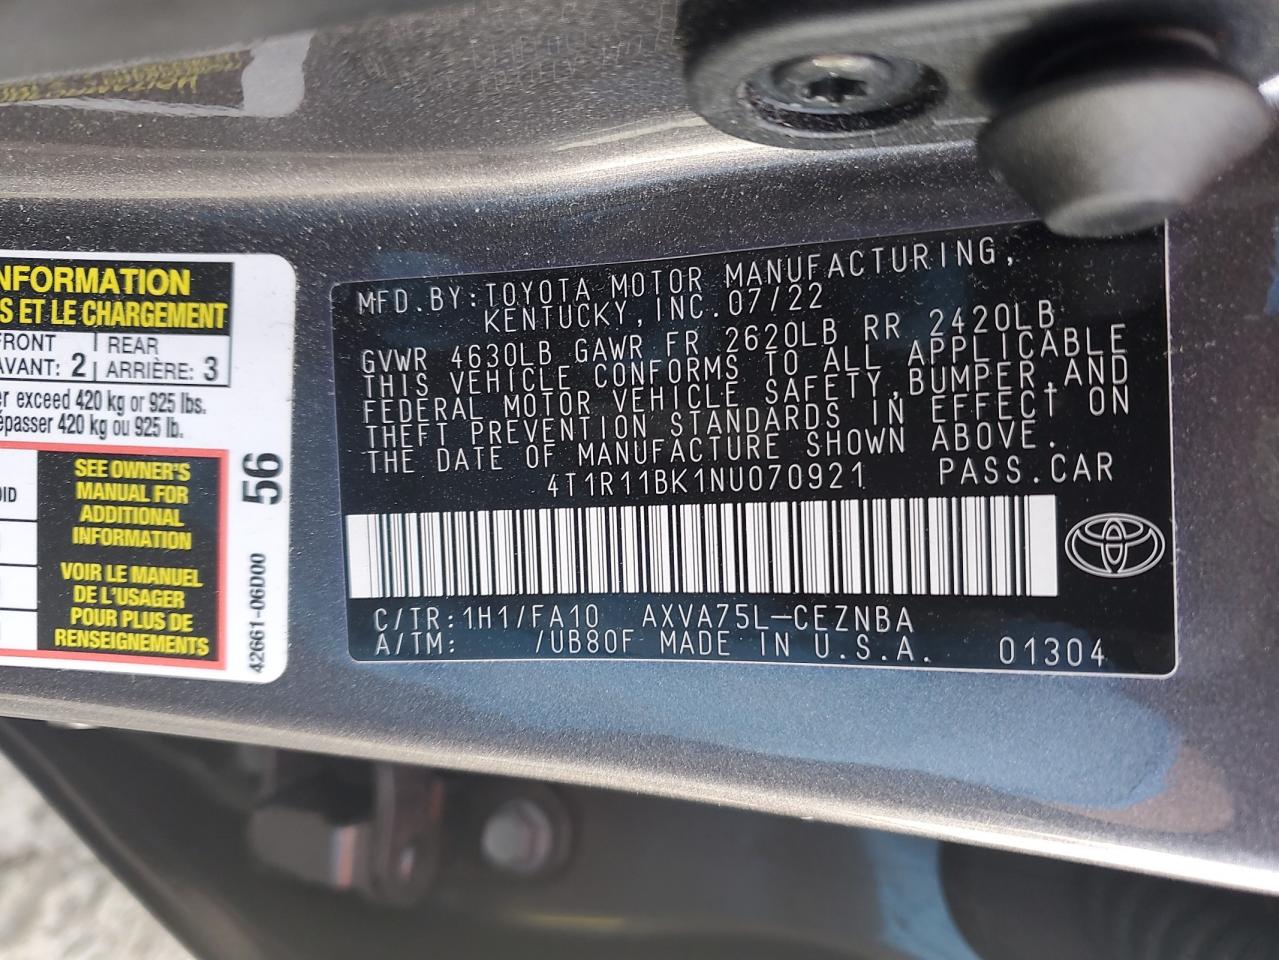 NFORMATION
S ET LE CHARGEMENT
FRONT | REAR
AVANT: 2 | ARRIÈRE: 3
er exceed 420 kg or 925 lbs.
épasser 420 kg ou 925 lb.
SEE OWNER'S
MANUAL FOR
ADDITIONAL
INFORMATION
VOIR LE MANUEL
DE L'USAGER
POUR PLUS DE
RENSEIGNEMENTS
56
42661-06D00
MFD. BY: TOYOTA MOTOR MANUFACTURING,
KENTUCKY, INC. 07/22
GVWR 4630LB GAWR FR 2620LB RR 2420LB
THIS VEHICLE CONFORMS TO ALL APPLICABLE
FEDERAL MOTOR VEHICLE SAFETY, BUMPER, AND
THEFT PREVENTION STANDARDS IN EFFECT ON
THE DATE OF MANUFACTURE SHOWN ABOVE.
4T1R11BK1NU070921 PASS. CAR
C/TR: 1H1/FA10 AXVA75L-CEZNBA
A/TM: /UB80F MADE IN U.S.A. 01304